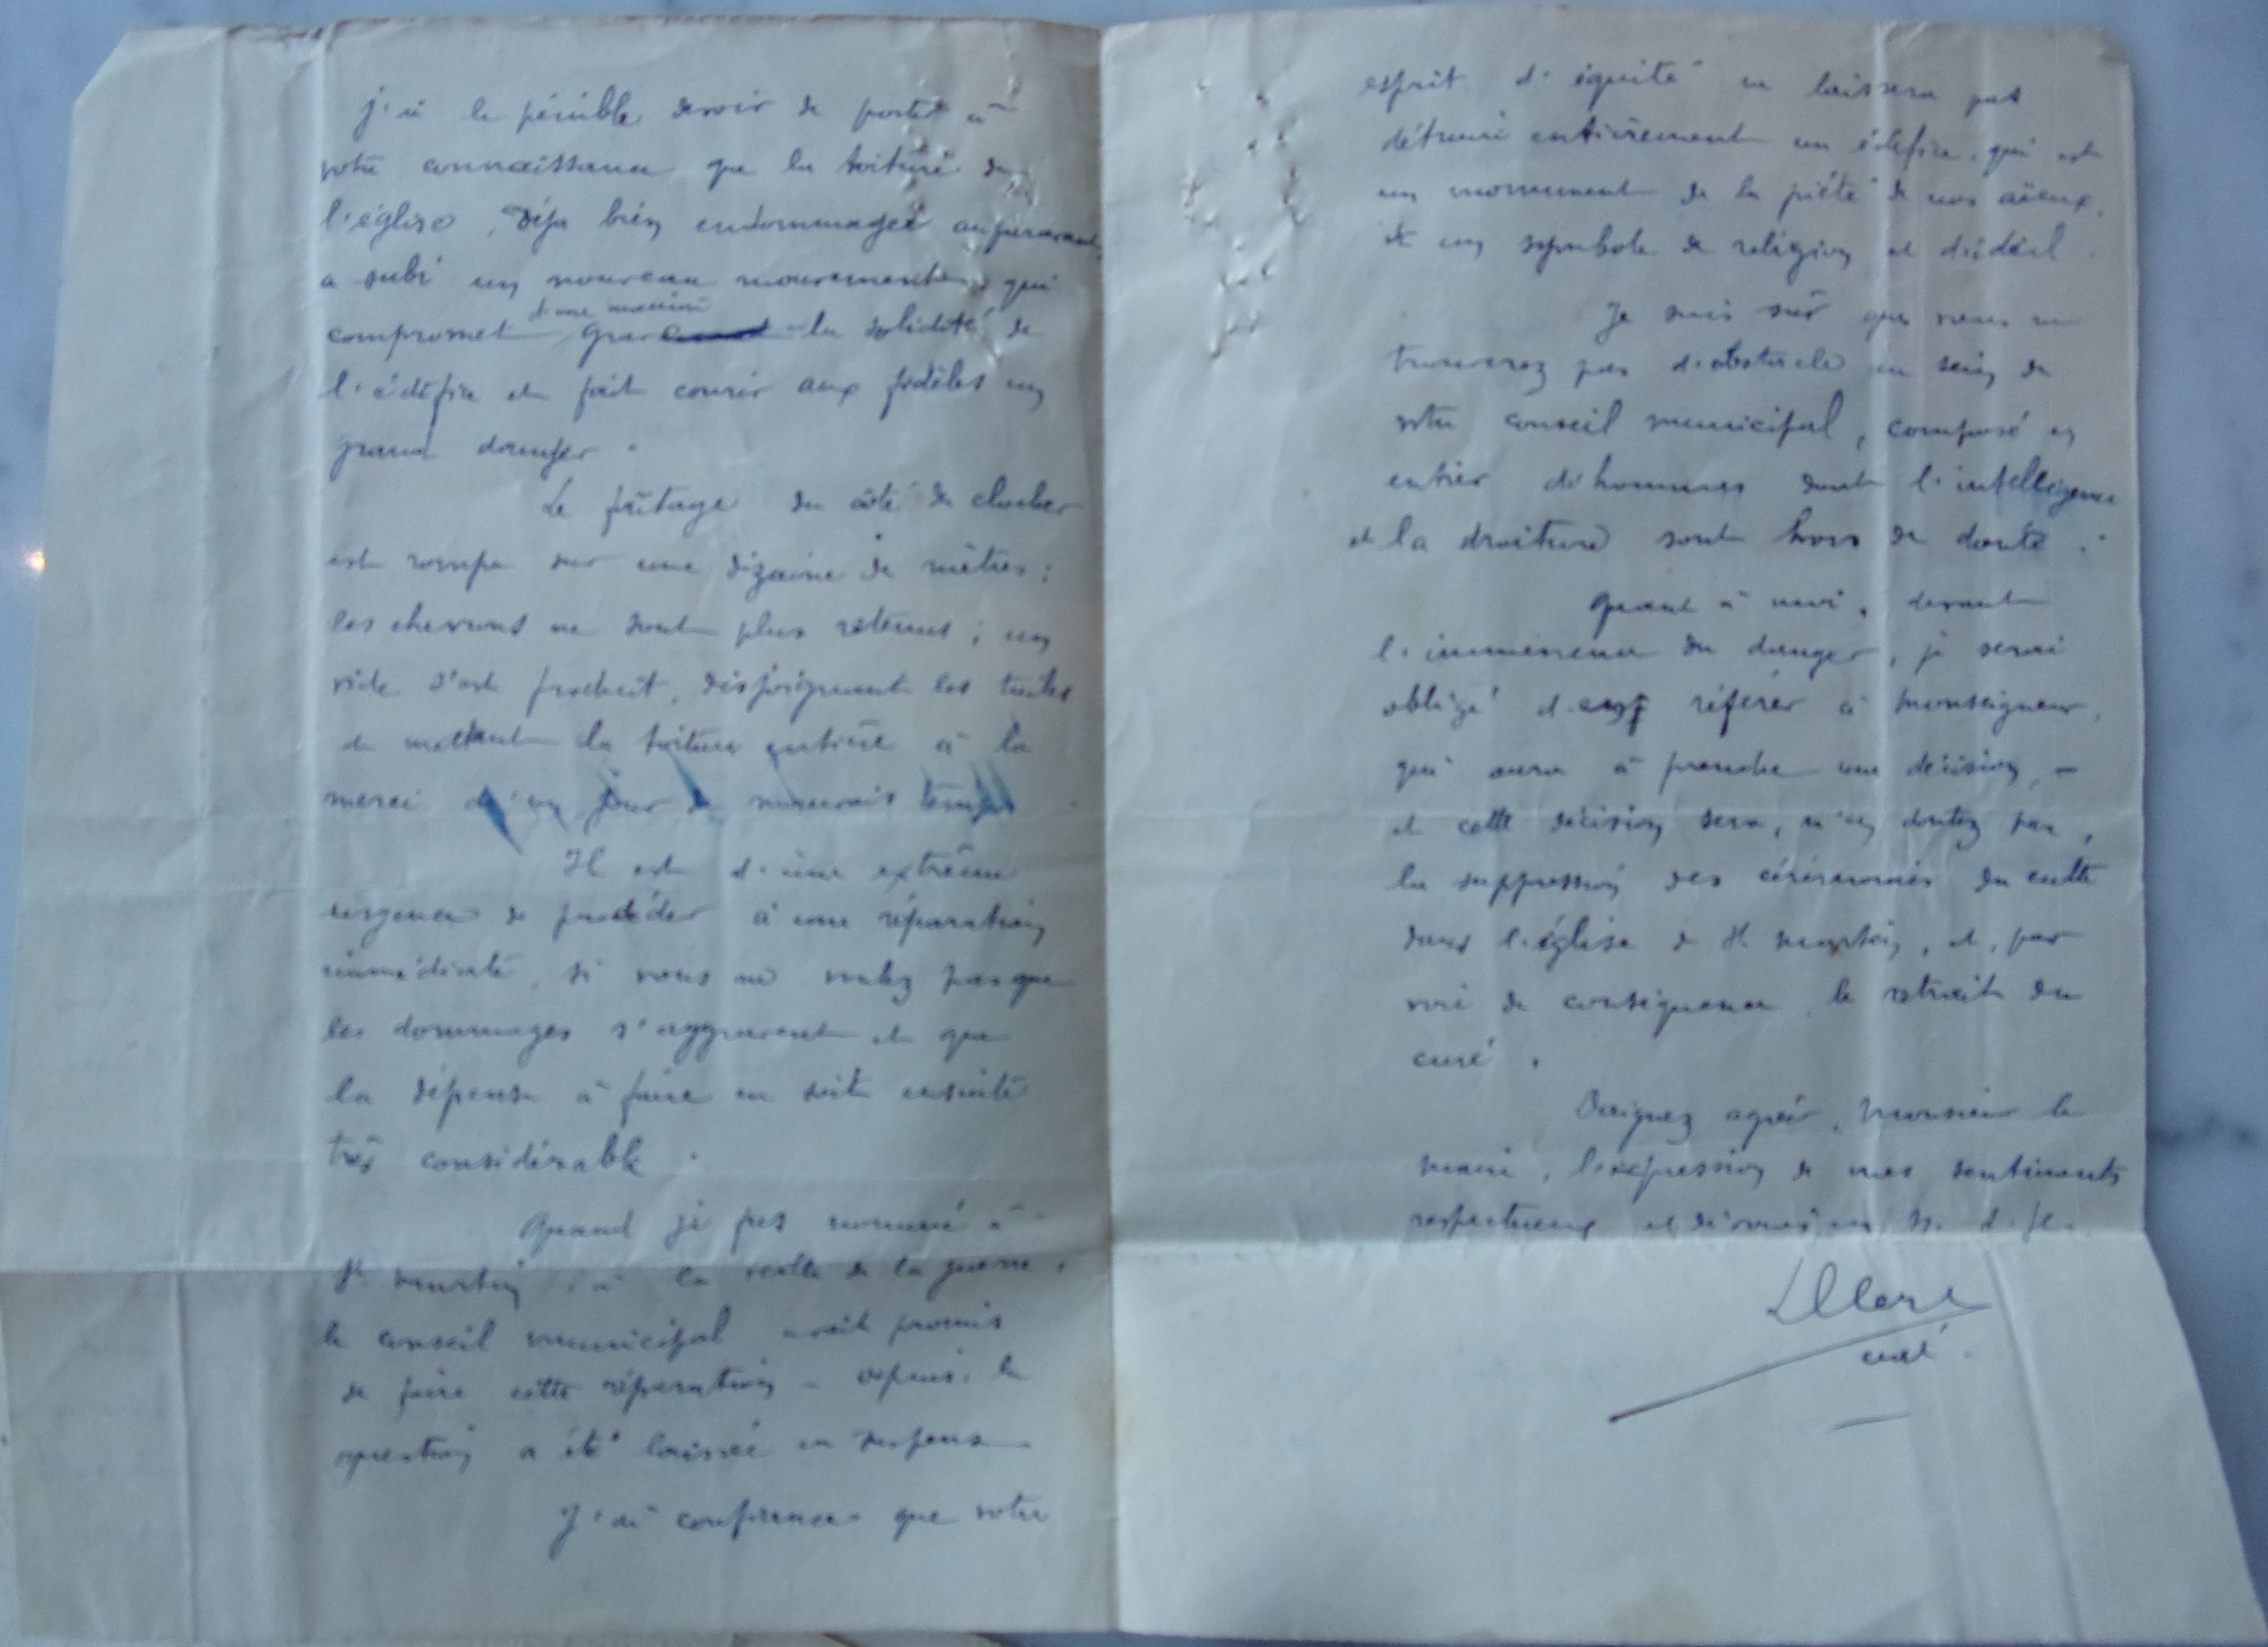 j'ai le pénible devoir de porter à
votre connaissance que la toiture de
l'église, déjà bien endommagée auparavant,
a subi un nouveau mouvement qui
d'une manière
compromet grave la solidité de
l'édifice et fait courir aux fidèles un
grand danger.
Le faîtage du côté du clocher
est rompu sur une dizaine de mètres ;
les chevrons ne sont plus retenus ; un
vide s'est produit, disjoignant les tuiles
et mettant la toiture entière à la
merci d'un jour de mauvais temps.
Il est d'une extrême
urgence de procéder à une réparation
immédiate, si vous ne voulez pas que
les dommages s'aggravent et que
la dépense à faire en soit ensuite
très considérable.
Quand je fus nommé à
St Martin, à la veille de la guerre,
le conseil municipal avait promis
de faire cette réparation – depuis, la
question a été laissée en suspens
J'ai confiance que votre
esprit d'équité ne laissera pas
détruire entièrement un édifice, qui est
un monument de la piété de nos aïeux,
et un symbole de religion et d'idéal.
Je suis sûr que vous ne
trouverez pas d'obstacle au sein de
votre conseil municipal, composé en
entier d'hommes dont l'intelligence
et la droiture sont hors de doute.
Quant à moi, devant
l'imminence du danger, je serai
obligé d'en référer à Monseigneur,
qui aura à prendre une décision, –
et cette décision sera, n'en doutez pas,
la suppression des cérémonies du culte
dans l'église de St Martin, et, par
voie de conséquence, le retrait du
curé.
Daignez agréer, Monsieur le
Maire, l'expression de mes sentiments
respectueux et dévoués en N. S. J. C.
curé.